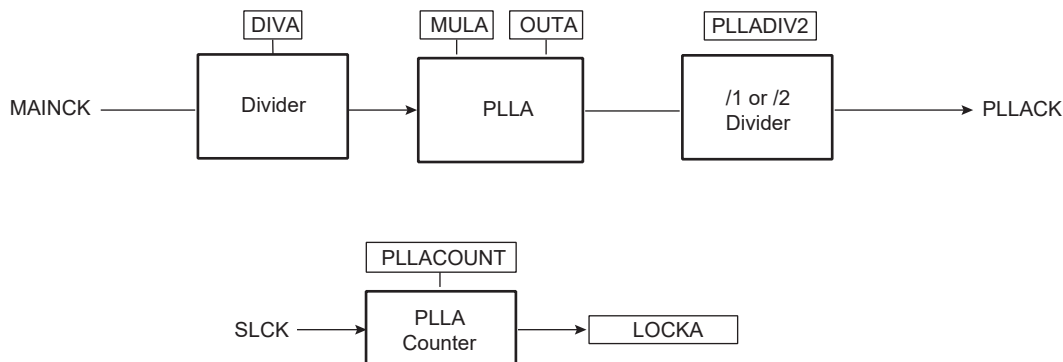 DIVA
MULA
OUTA
PLLADIV2
MAINCK
Divider
PLLA
/1 or /2
Divider
PLLACK
PLLACOUNT
SLCK
PLLA
Counter
LOCKA